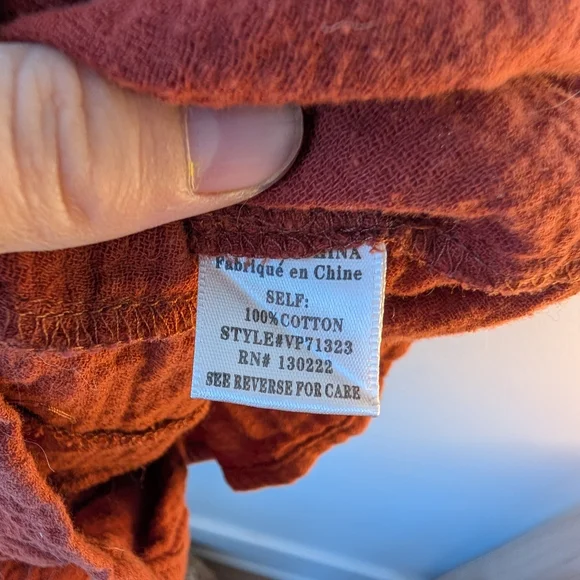 Fabriqué en Chine
SELF:
100%COTTON
STYLE#VP71323
RN# 130222
SEE REVERSE FOR CARE